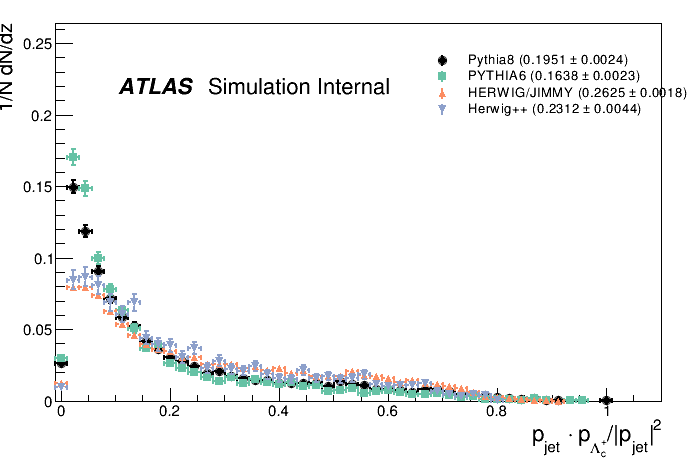 1/N dN/dz
0.25
0.2
0.15
0.1
0.05
0
ATLAS Simulation Internal
Pythia8 (0.1951 ± 0.0024)
PYTHIA6 (0.1638 ± 0.0023)
HERWIG/JIMMY (0.2625 ± 0.0018)
Herwig++ (0.2312 ± 0.0044)
0 0.2 0.4 0.6 0.8 1
p_jet · p_Λ_c^+/|p_jet|^2